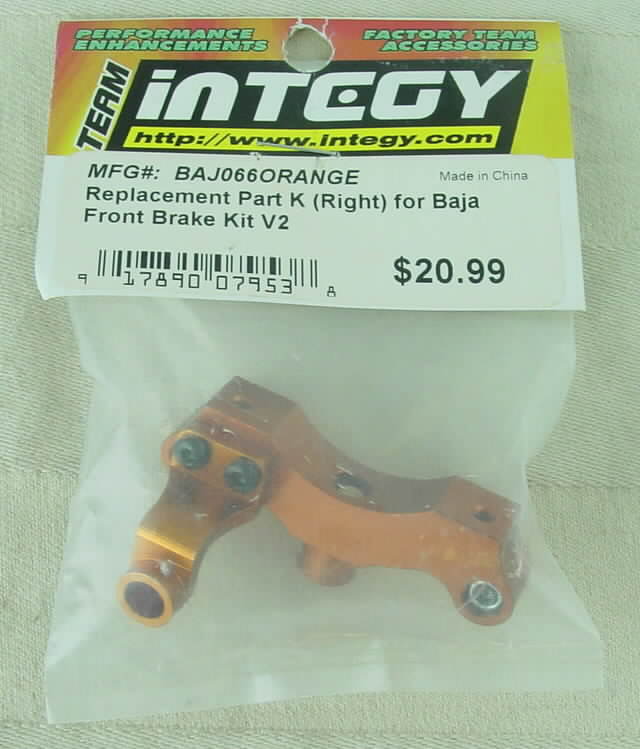 PERFORMANCE ENHANCEMENTS
FACTORY TEAM ACCESSORIES
TEAM
iNTEGY
http://www.integy.com
MFG#: BAJ066ORANGE
Made in China
Replacement Part K (Right) for Baja
Front Brake Kit V2
9 17890 07953 8
$20.99